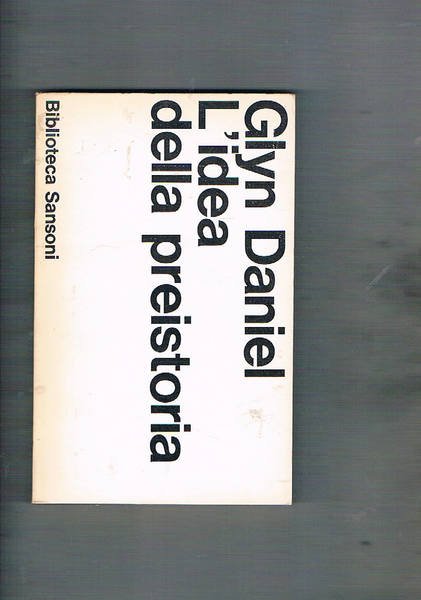 Glyn Daniel
L'idea
della preistoria
Biblioteca Sansoni